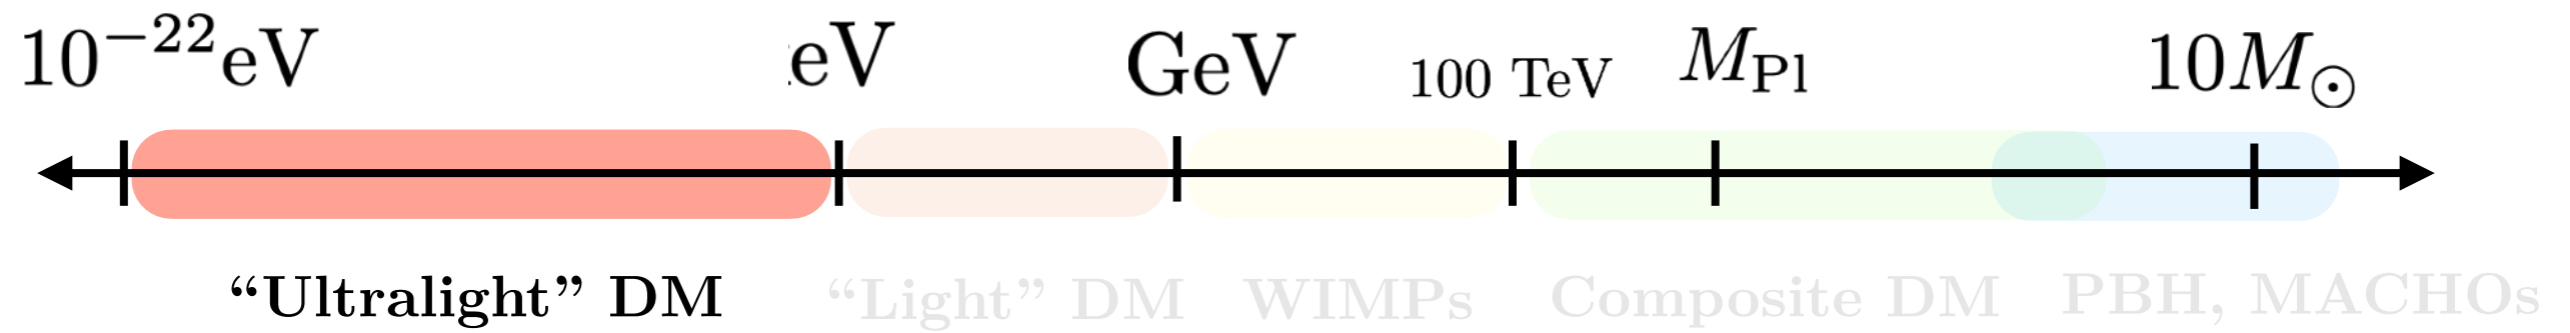 10⁻²²eV eV GeV 100 TeV M_Pl 10M_⊙
“Ultralight” DM “Light” DM WIMPs Composite DM PBH, MACHOs